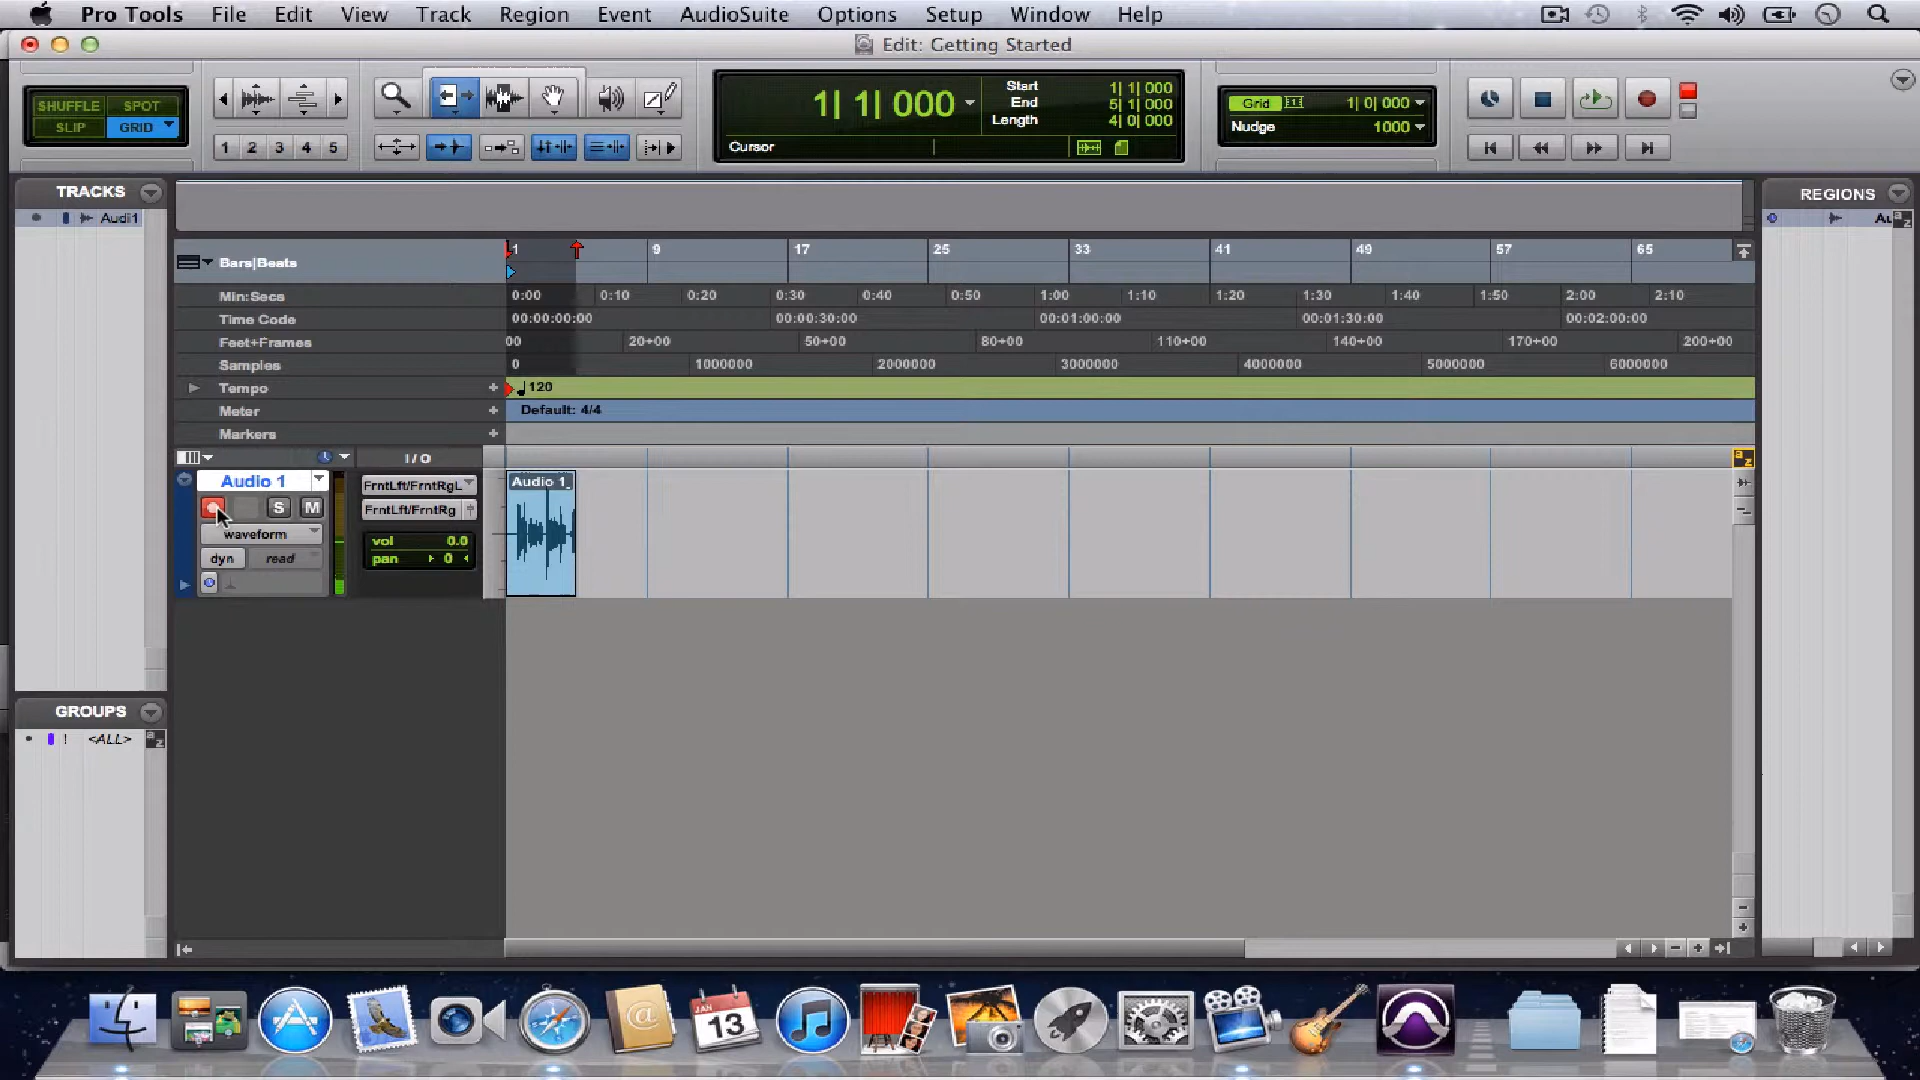 Pro Tools File Edit View Track Region Event AudioSuite Options Setup Window Help
Edit: Getting Started
SHUFFLE SPOT
SLIP GRID
1 2 3 4 5
1| 1| 000
Start 1| 1| 000
End 5| 1| 000
Length 4| 0| 000
Cursor
Grid 1| 0| 000
Nudge 1000
TRACKS
Audi1
REGIONS
Au
a z
Bars|Beats
1 9 17 25 33 41 49 57 65
Min:Secs 0:00 0:10 0:20 0:30 0:40 0:50 1:00 1:10 1:20 1:30 1:40 1:50 2:00 2:10
Time Code 00:00:00:00 00:00:30:00 00:01:00:00 00:01:30:00 00:02:00:00
Feet+Frames 00 20+00 50+00 80+00 110+00 140+00 170+00 200+00
Samples 0 1000000 2000000 3000000 4000000 5000000 6000000
Tempo + 120
Meter + Default: 4/4
Markers +
I / O
a z
Audio 1
FrntLft/FrntRgL
Audio 1_
S M
FrntLft/FrntRg
waveform
vol 0.0
dyn read
pan 0
GROUPS
! <ALL>
a z
JAN
13